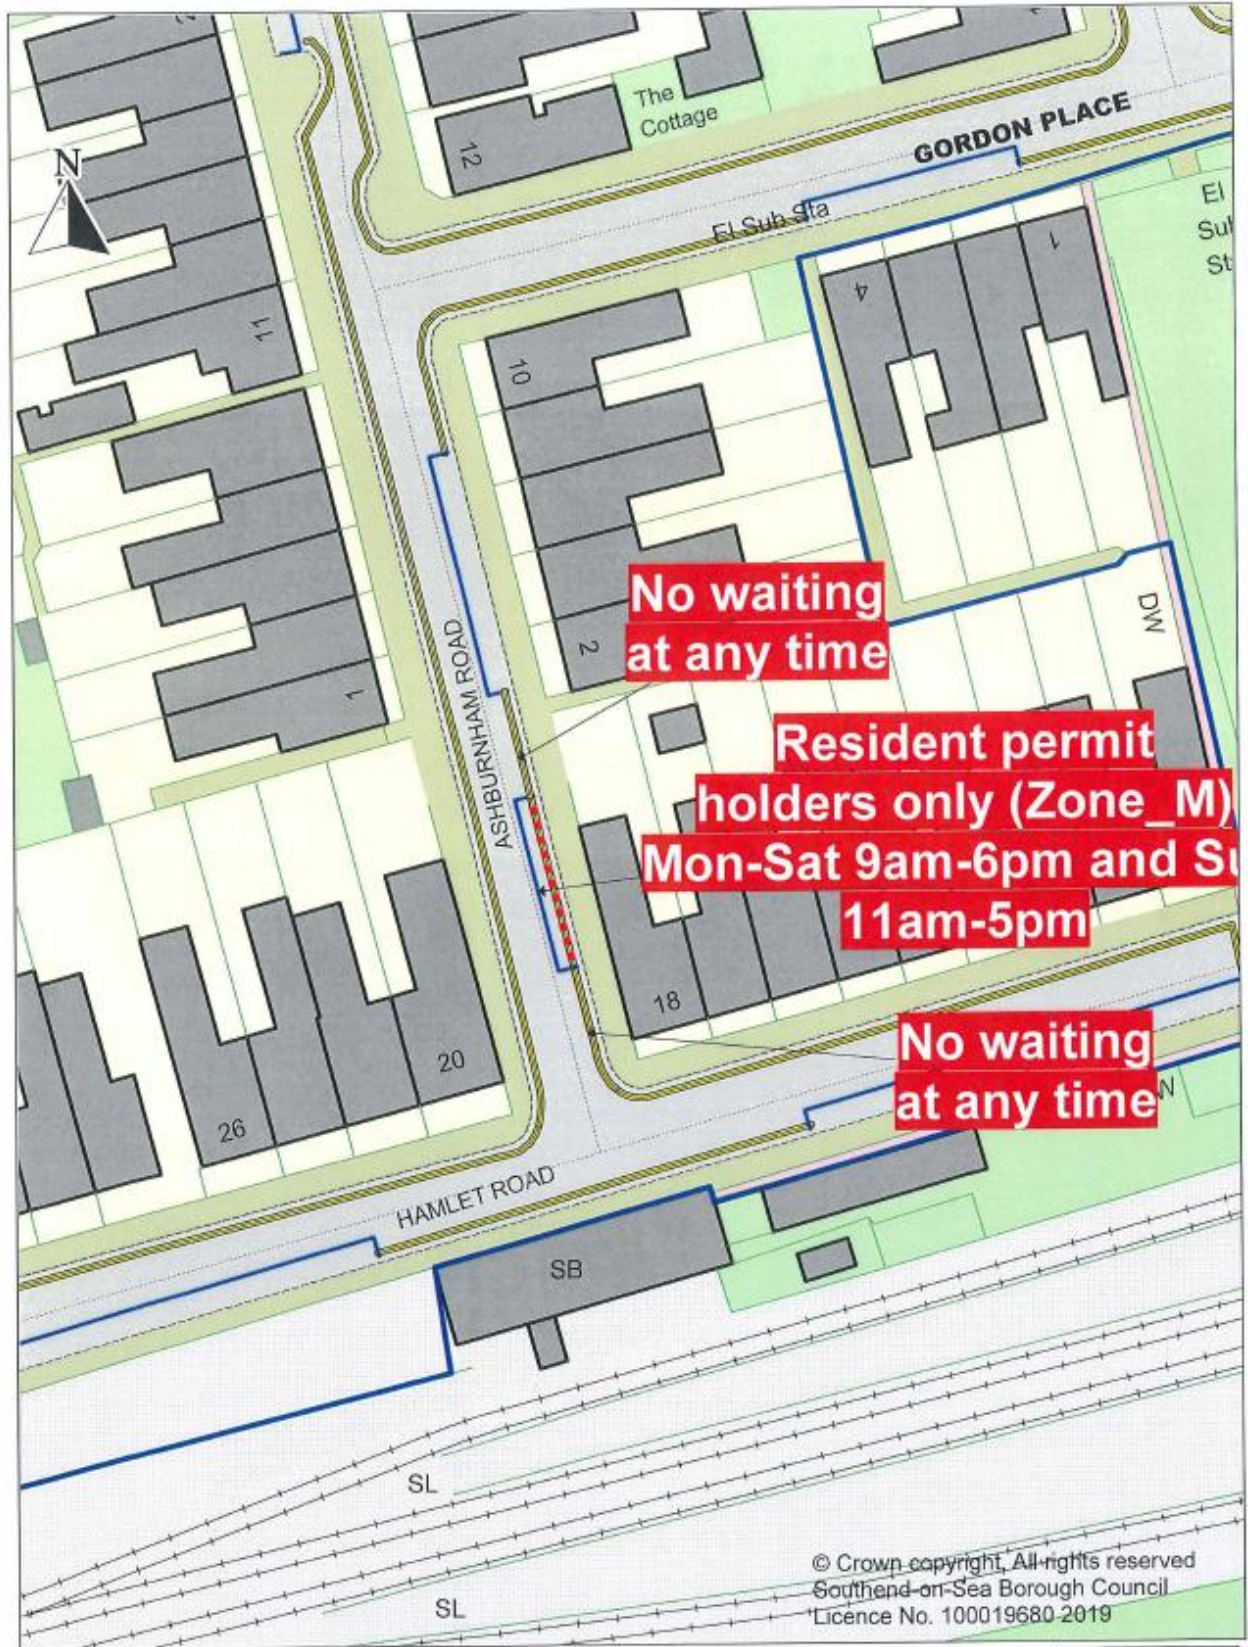 The
Cottage
12
GORDON PLACE
N
El Sub Sta
El
1
4
11
10
No waiting
at any time
DW
2
ASHBURNHAM ROAD
1
Resident permit
holders only (Zone_M)
Mon-Sat 9am-6pm and Su
11am-5pm
18
No waiting
at any time
20
26
HAMLET ROAD
SB
SL
SL
© Crown copyright, All rights reserved
Southend-on-Sea Borough Council
Licence No. 100019680 2019